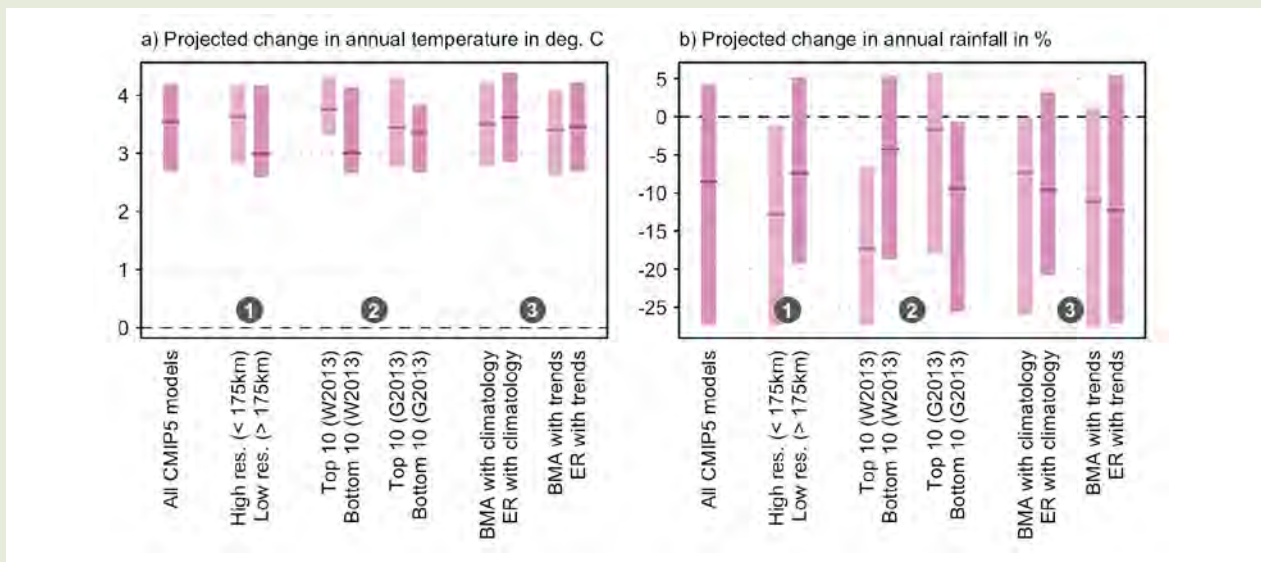 a) Projected change in annual temperature in deg. C
4
3
2
1
0
1
2
3
All CMIP5 models
High res. (< 175km)
Low res. (> 175km)
Top 10 (W2013)
Bottom 10 (W2013)
Top 10 (G2013)
Bottom 10 (G2013)
BMA with climatology
ER with climatology
BMA with trends
ER with trends
b) Projected change in annual rainfall in %
5
0
-5
-10
-15
-20
-25
1
2
3
All CMIP5 models
High res. (< 175km)
Low res. (> 175km)
Top 10 (W2013)
Bottom 10 (W2013)
Top 10 (G2013)
Bottom 10 (G2013)
BMA with climatology
ER with climatology
BMA with trends
ER with trends